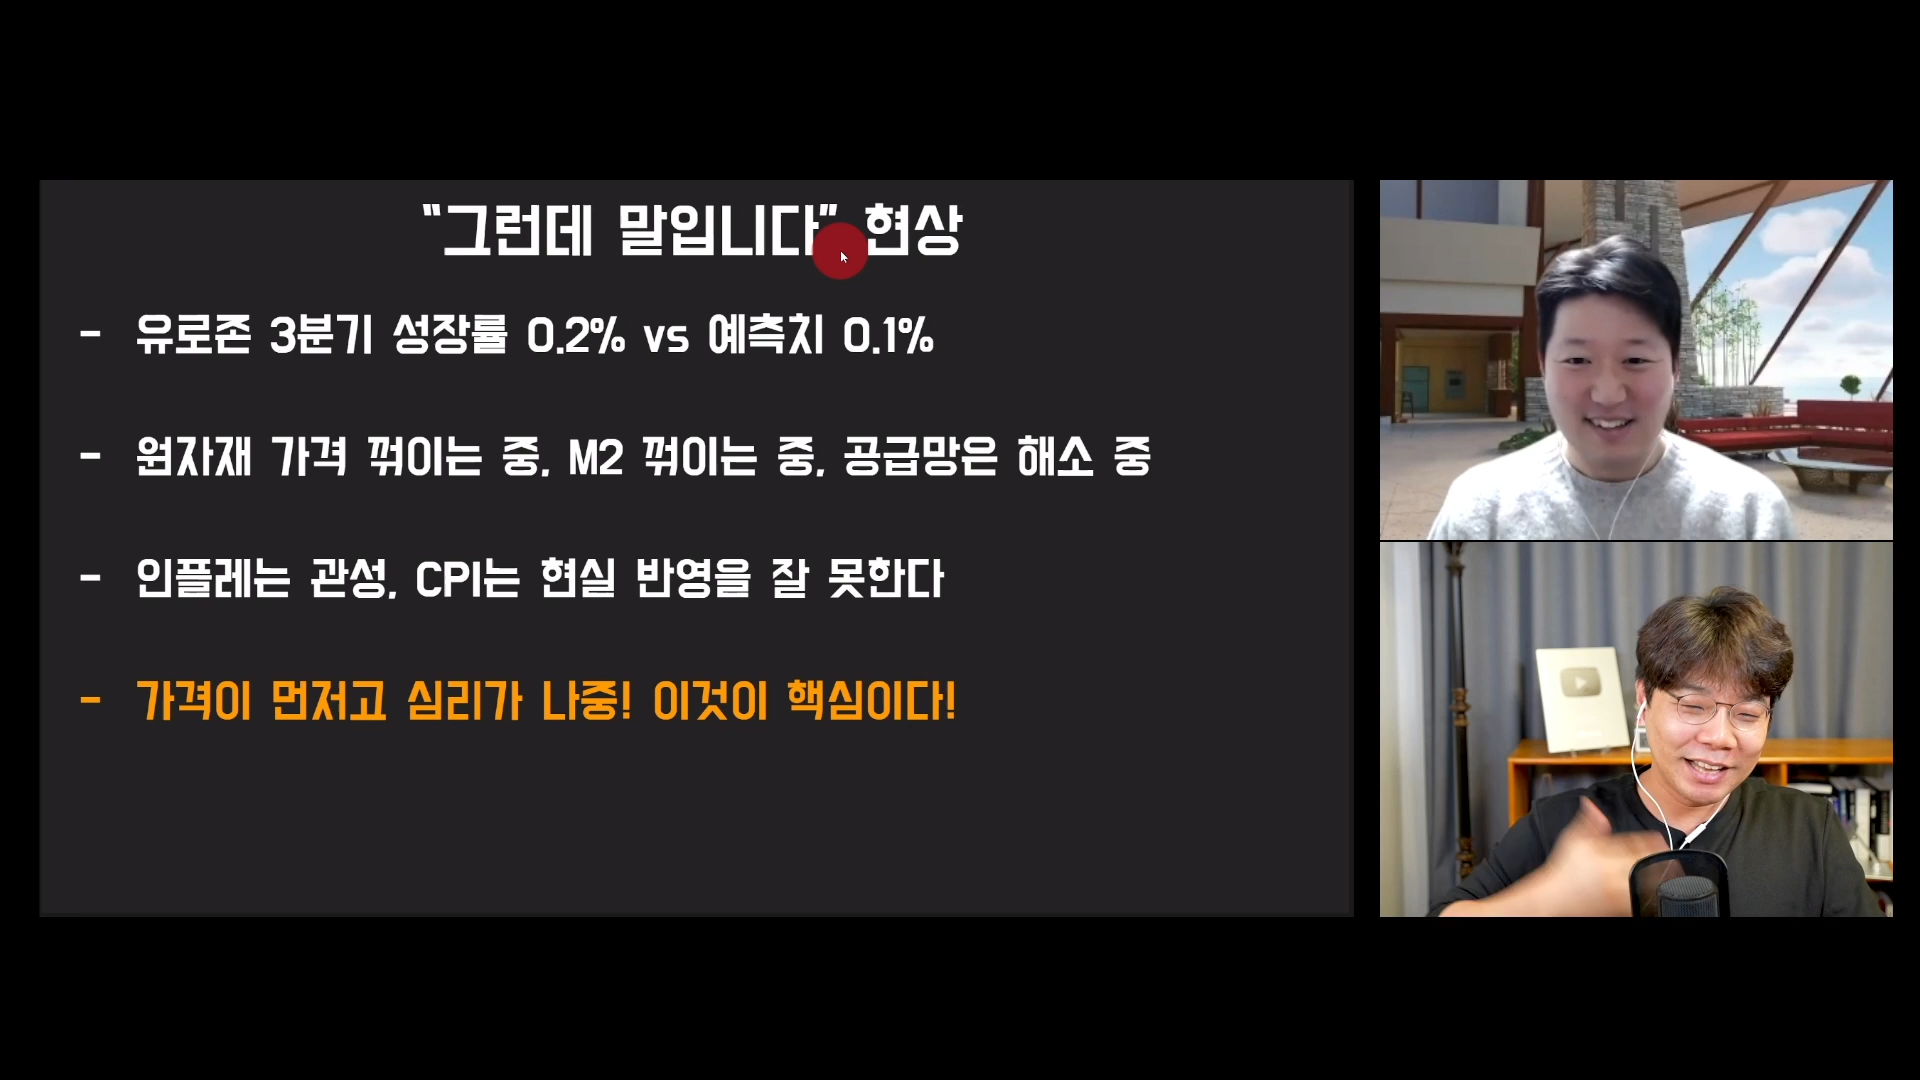 “그런데 말입니다” 현상
- 유로존 3분기 성장률 0.2% vs 예측치 0.1%
- 원자재 가격 꺾이는 중, M2 꺾이는 중, 공급망은 해소 중
- 인플레는 관성, CPI는 현실 반영을 잘 못한다
- 가격이 먼저고 심리가 나중! 이것이 핵심이다!